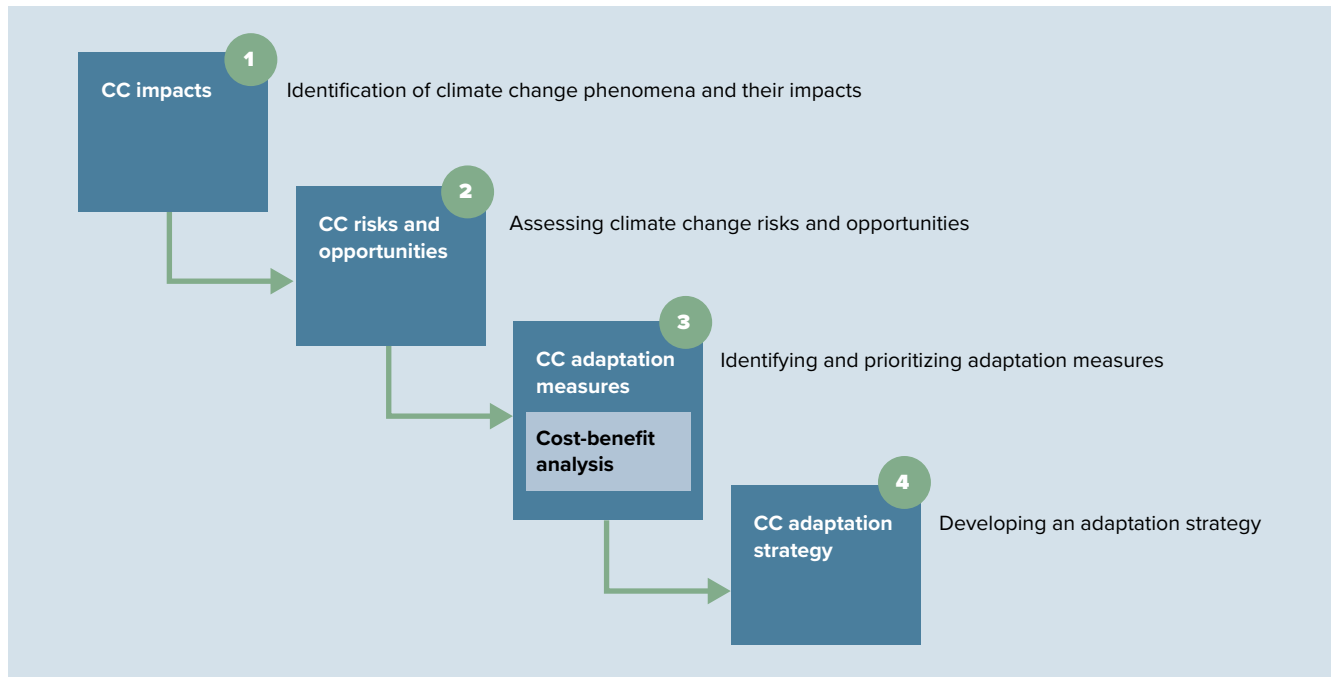 1
CC impacts
Identification of climate change phenomena and their impacts
2
CC risks and
opportunities
Assessing climate change risks and opportunities
3
CC adaptation
measures
Identifying and prioritizing adaptation measures
Cost-benefit
analysis
4
CC adaptation
strategy
Developing an adaptation strategy